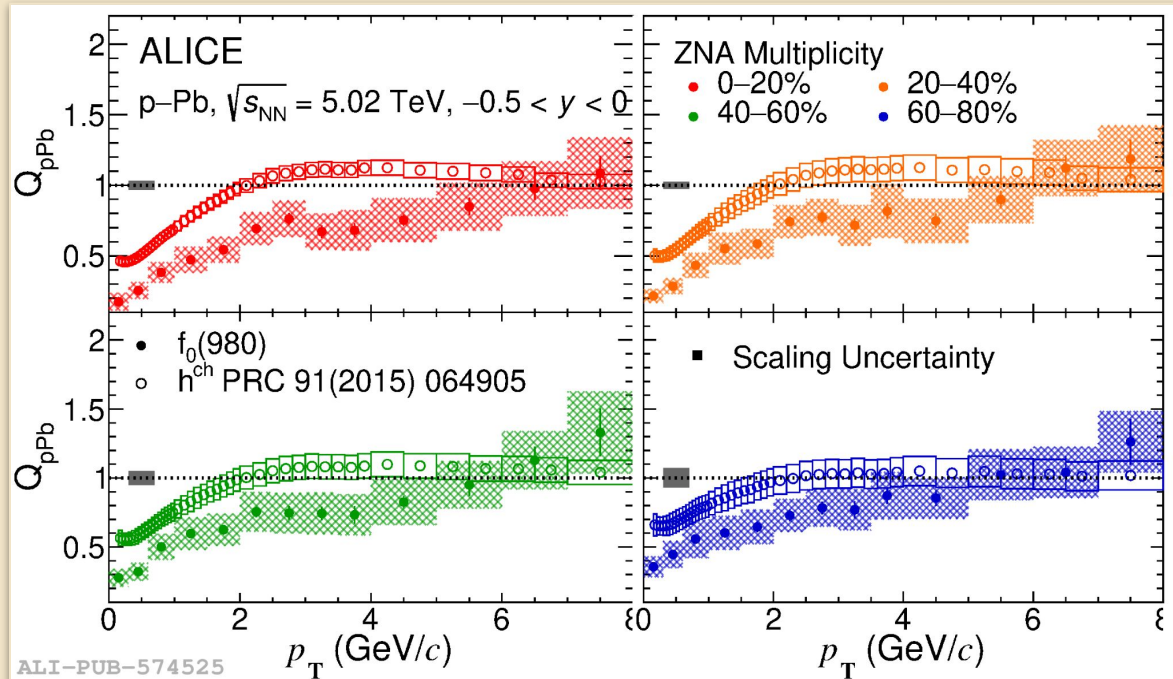 ALICE
p−Pb, √sNN = 5.02 TeV, −0.5 < y < 0
QpPb
2
1.5
1
0.5
ZNA Multiplicity
0−20%
20−40%
40−60%
60−80%
f0(980)
hch PRC 91(2015) 064905
QpPb
2
1.5
1
0.5
0 2 4 6 8
pT (GeV/c)
Scaling Uncertainty
0 2 4 6 8
pT (GeV/c)
ALI−PUB−574525